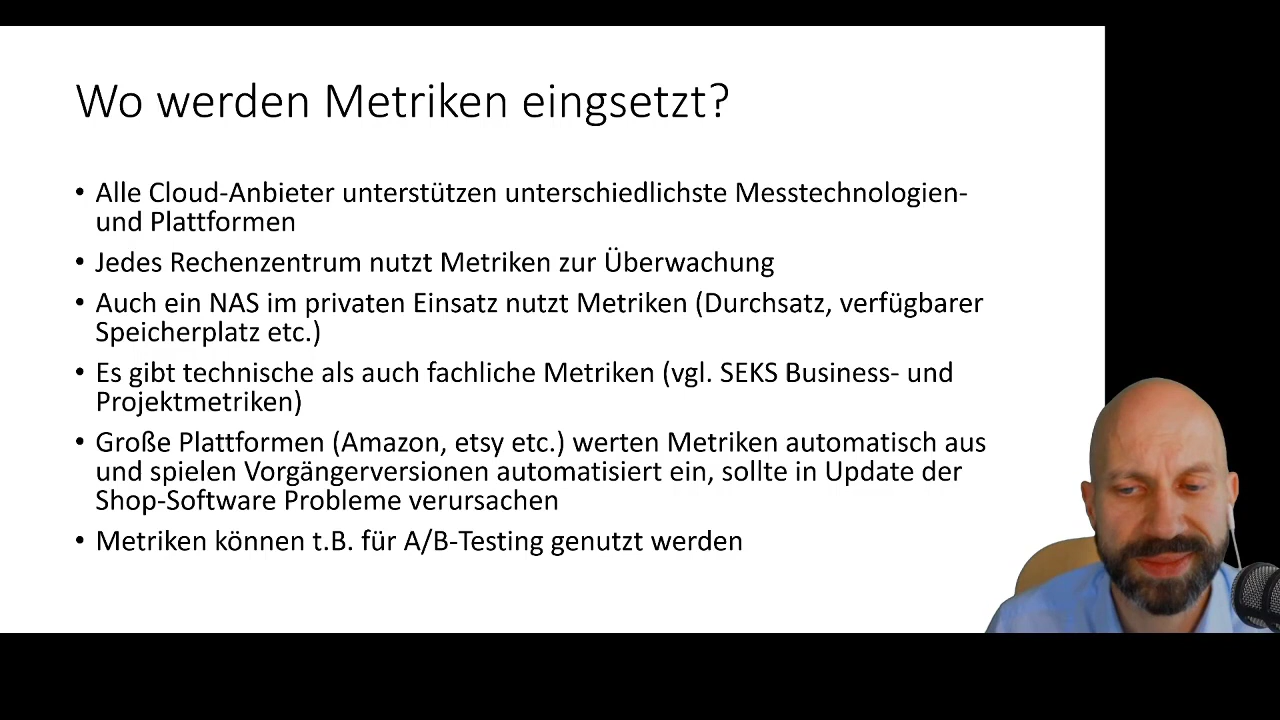 Wo werden Metriken eingsetzt?
• Alle Cloud-Anbieter unterstützen unterschiedlichste Messtechnologien-
und Plattformen
• Jedes Rechenzentrum nutzt Metriken zur Überwachung
• Auch ein NAS im privaten Einsatz nutzt Metriken (Durchsatz, verfügbarer
Speicherplatz etc.)
• Es gibt technische als auch fachliche Metriken (vgl. SEKS Business- und
Projektmetriken)
• Große Plattformen (Amazon, etsy etc.) werten Metriken automatisch aus
und spielen Vorgängerversionen automatisiert ein, sollte in Update der
Shop-Software Probleme verursachen
• Metriken können t.B. für A/B-Testing genutzt werden